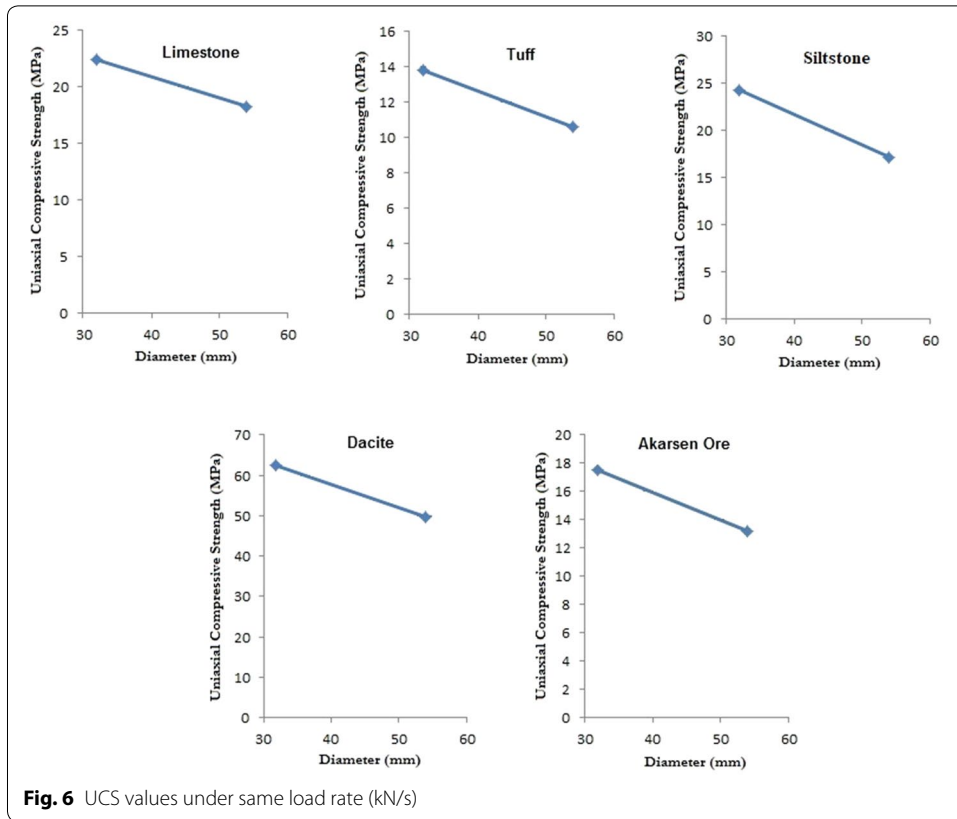 Limestone
Uniaxial Compressive Strength (MPa)
25
20
15
10
5
0
30 40 50 60
Diameter (mm)
Tuff
Uniaxial Compressive Strength (MPa)
16
14
12
10
8
6
4
2
0
30 40 50 60
Diameter (mm)
Siltstone
Uniaxial Compressive Strength (MPa)
30
25
20
15
10
5
0
30 40 50 60
Diameter (mm)
Dacite
Uniaxial Compressive Strength (MPa)
70
60
50
40
30
20
10
0
30 40 50 60
Diameter (mm)
Akarsen Ore
Uniaxial Compressive Strength (MPa)
20
18
16
14
12
10
8
6
4
2
0
30 40 50 60
Diameter (mm)
Fig. 6 UCS values under same load rate (kN/s)